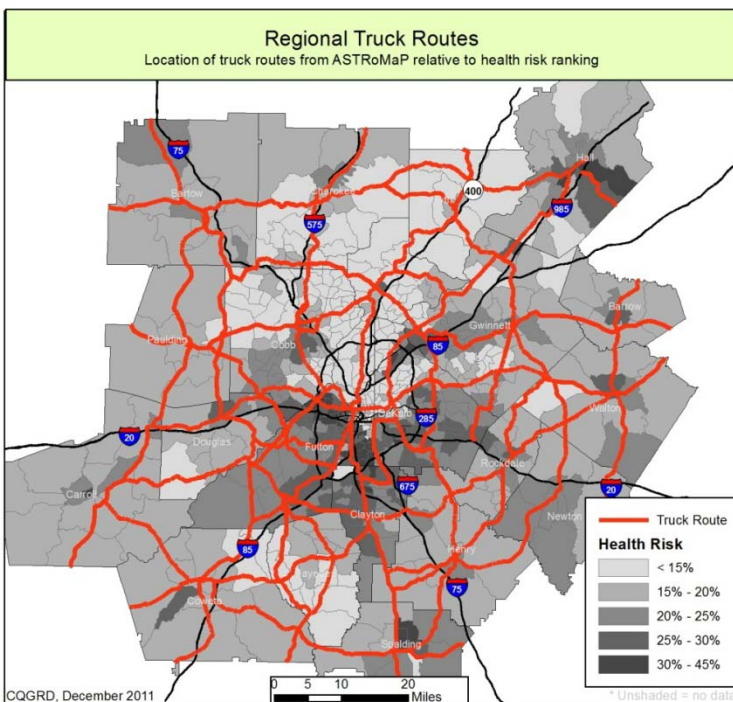 Regional Truck Routes
Location of truck routes from ASTRoMaP relative to health risk ranking
75
Hall
Bartow
Cherokee
400
575
985
Barrow
Gwinnett
Paulding
Cobb
85
DeKalb
285
Walton
20
Douglas
Fulton
Rockdale
675
20
Carroll
Clayton
Newton
85
Henry
Fayette
75
Coweta
Spalding
Truck Route
Health Risk
< 15%
15% - 20%
20% - 25%
25% - 30%
30% - 45%
CQGRD, December 2011
0 5 10 20
Miles
* Unshaded = no data